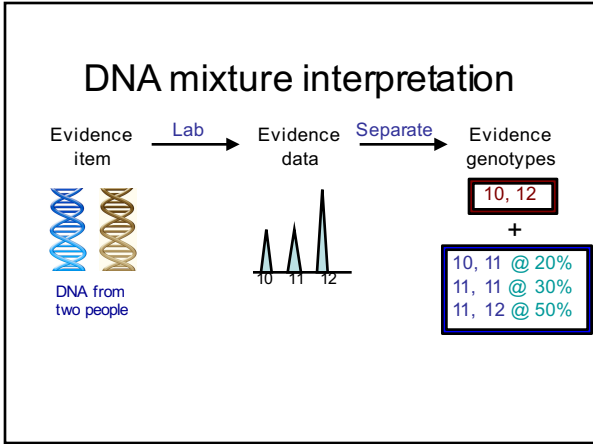 DNA mixture interpretation
Evidence item
Lab
Evidence data
Separate
Evidence genotypes
DNA from
two people
10 11 12
10, 12
+
10, 11 @ 20%
11, 11 @ 30%
11, 12 @ 50%